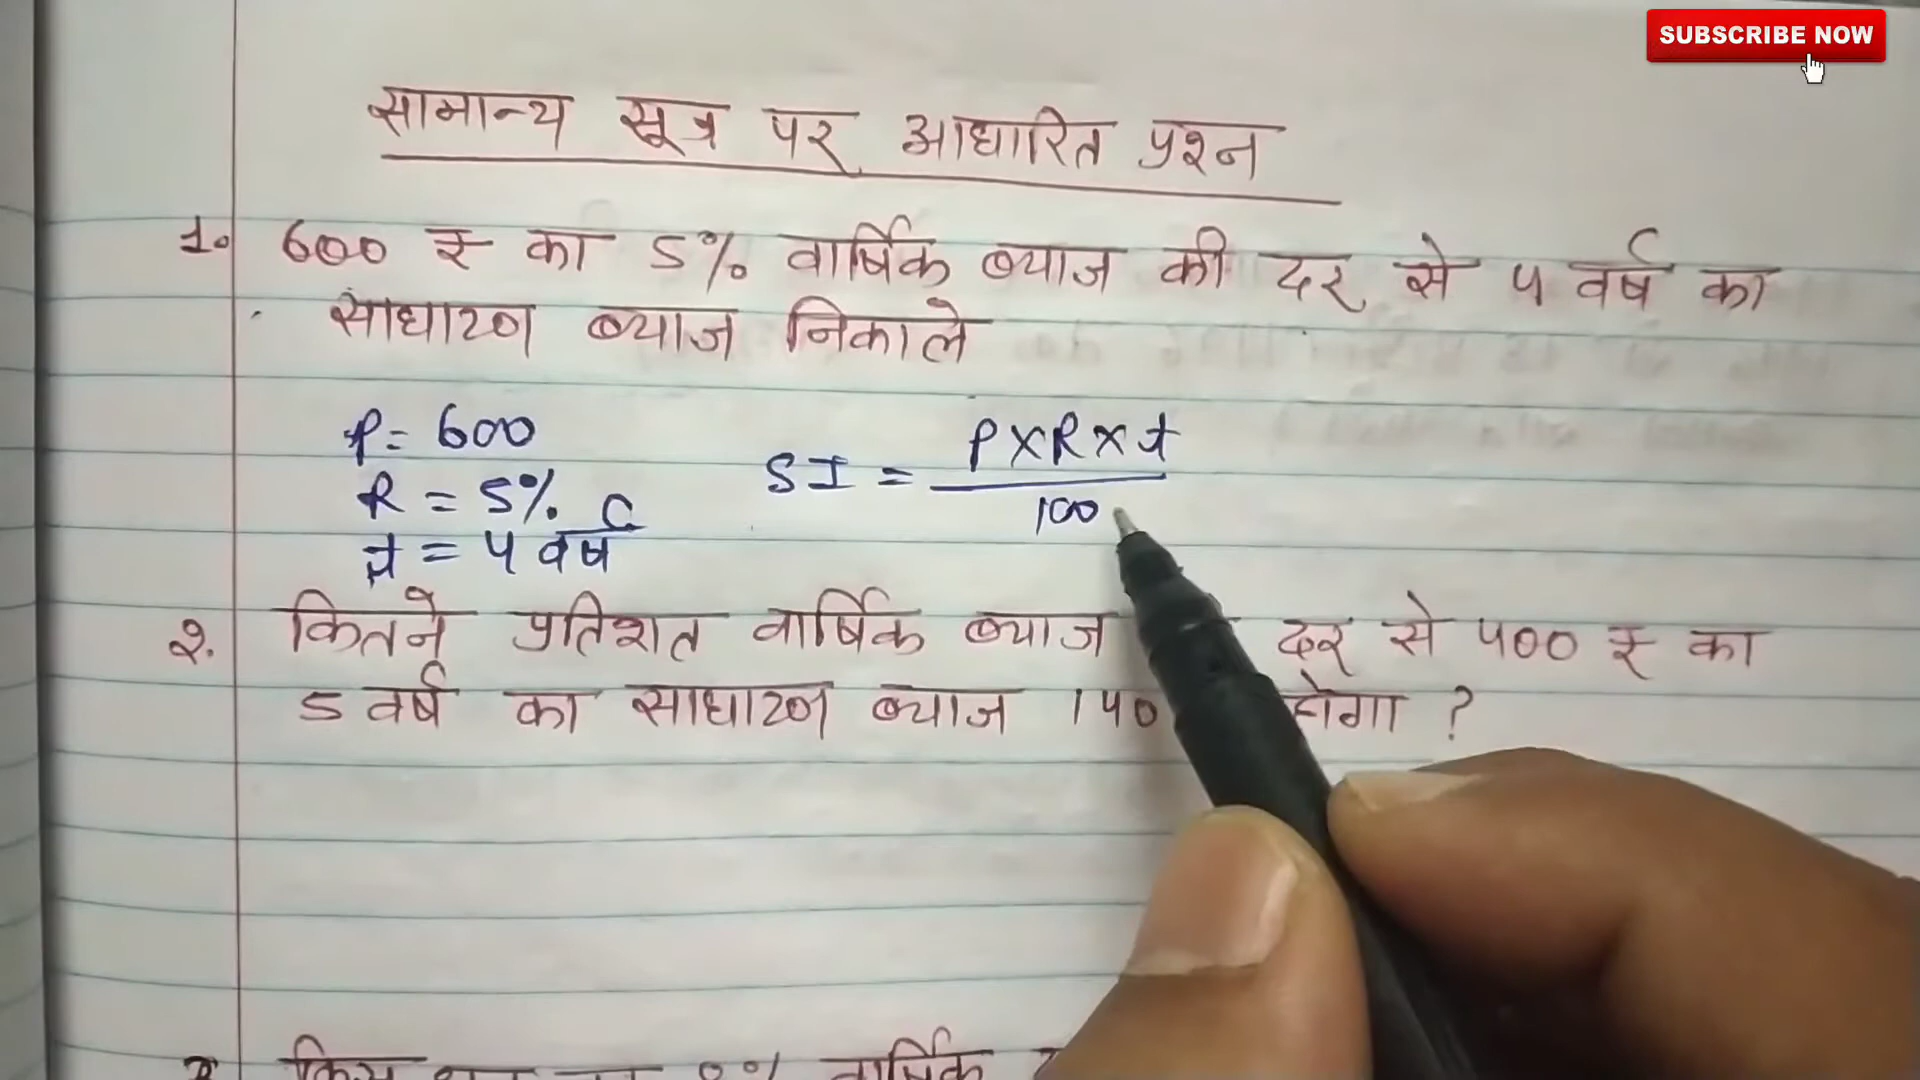 SUBSCRIBE NOW
सामान्य सूत्र पर आधारित प्रश्न
1. 600 ₹ का 5% वार्षिक ब्याज की दर से 4 वर्ष का
साधारण ब्याज निकाले
P = 600
R = 5%
t = 4 वर्ष
SI = P×R×t
100
2. कितने प्रतिशत वार्षिक ब्याज दर से 400 ₹ का
5 वर्ष का साधारण ब्याज 140 होगा ?
वार्षिक